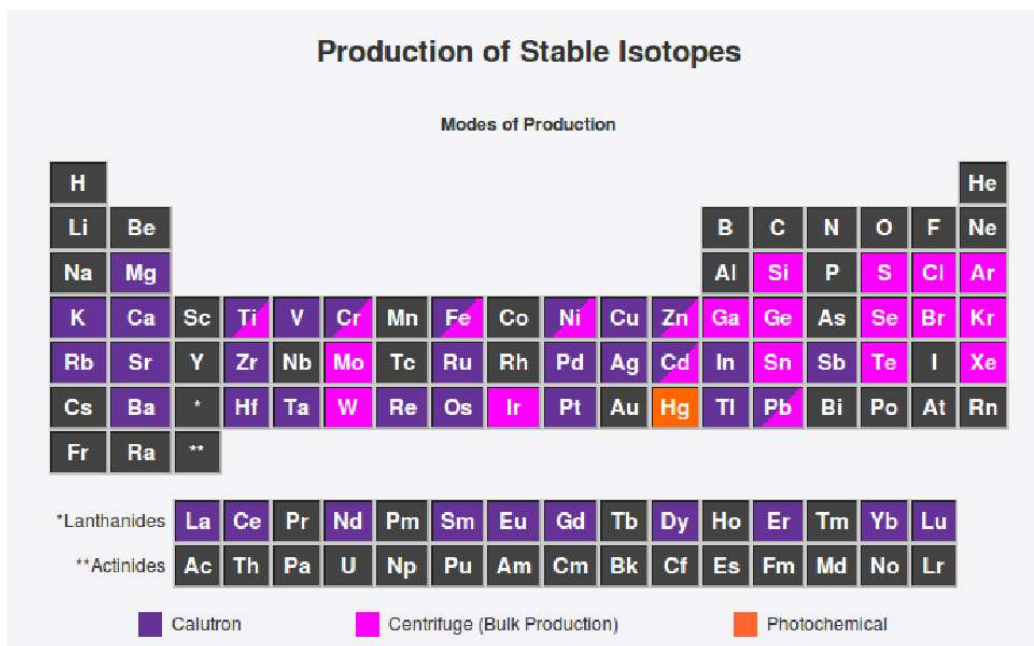 Production of Stable Isotopes
Modes of Production
H He
Li Be B C N O F Ne
Na Mg Al Si P S Cl Ar
K Ca Sc Ti V Cr Mn Fe Co Ni Cu Zn Ga Ge As Se Br Kr
Rb Sr Y Zr Nb Mo Tc Ru Rh Pd Ag Cd In Sn Sb Te I Xe
Cs Ba * Hf Ta W Re Os Ir Pt Au Hg Tl Pb Bi Po At Rn
Fr Ra **
*Lanthanides La Ce Pr Nd Pm Sm Eu Gd Tb Dy Ho Er Tm Yb Lu
**Actinides Ac Th Pa U Np Pu Am Cm Bk Cf Es Fm Md No Lr
Calutron Centrifuge (Bulk Production) Photochemical